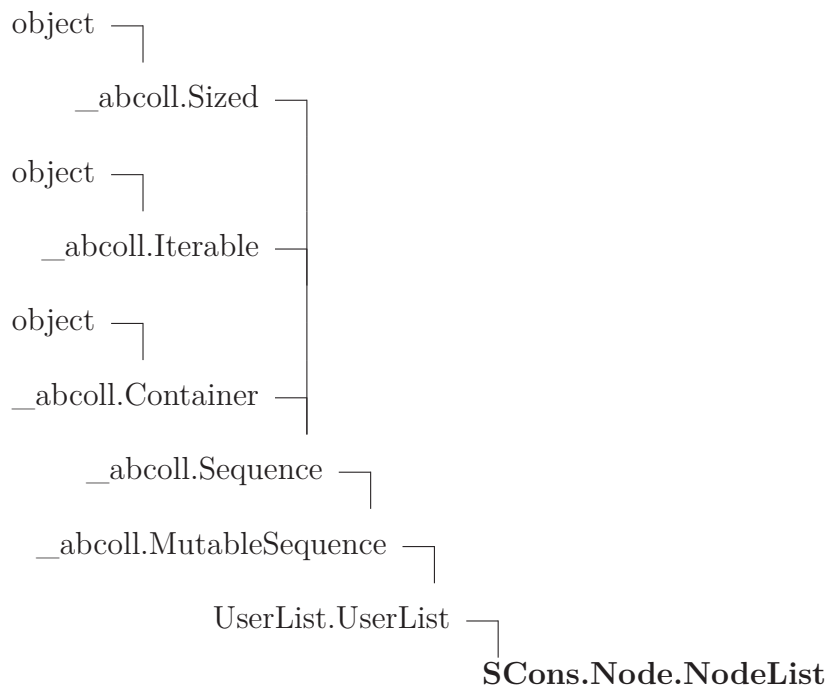 object
_abcoll.Sized
object
_abcoll.Iterable
object
_abcoll.Container
_abcoll.Sequence
_abcoll.MutableSequence
UserList.UserList
SCons.Node.NodeList